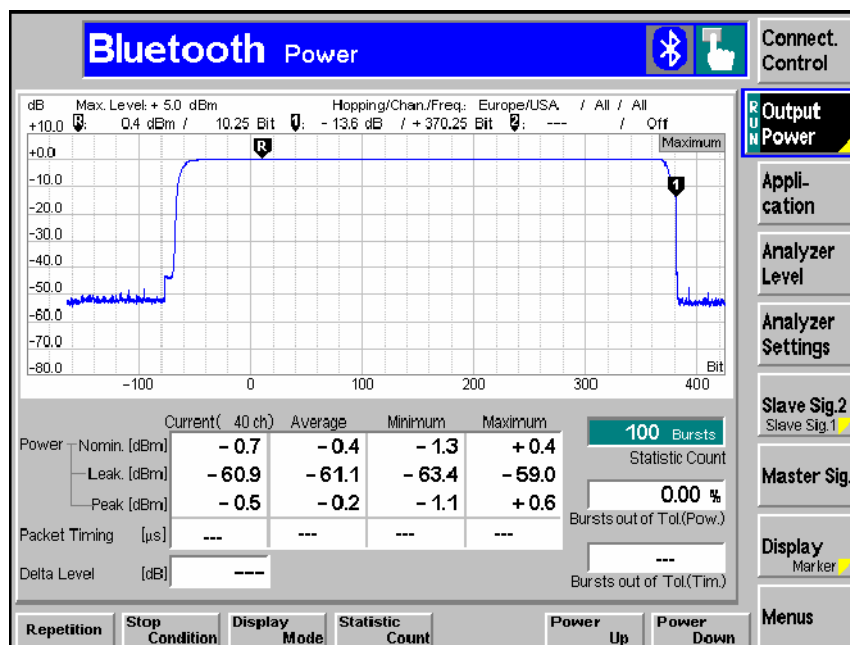 Bluetooth Power
Connect. Control
dB Max. Level: + 5.0 dBm Hopping/Chan./Freq.: Europe/USA / All / All
+10.0 R: 0.4 dBm / 10.25 Bit 1: - 13.6 dB / + 370.25 Bit 2: --- / Off
RUN Output Power
Maximum
R
+0.0
-10.0
1
-20.0
-30.0
-40.0
-50.0
-60.0
-70.0
-80.0
Bit
-100 0 100 200 300 400
Appli-
cation
Analyzer
Level
Analyzer
Settings
Slave Sig.2
Slave Sig.1
Master Sig.
Display
Marker
Menus
Current( 40 ch) Average Minimum Maximum
Power Nomin. [dBm] - 0.7 - 0.4 - 1.3 + 0.4
Leak. [dBm] - 60.9 - 61.1 - 63.4 - 59.0
Peak [dBm] - 0.5 - 0.2 - 1.1 + 0.6
Packet Timing [µs] --- --- --- ---
Delta Level [dB] ---
100 Bursts
Statistic Count
0.00 %
Bursts out of Tol.(Pow.)
---
Bursts out of Tol.(Tim.)
Repetition
Stop Condition
Display Mode
Statistic Count
Power Up
Power Down